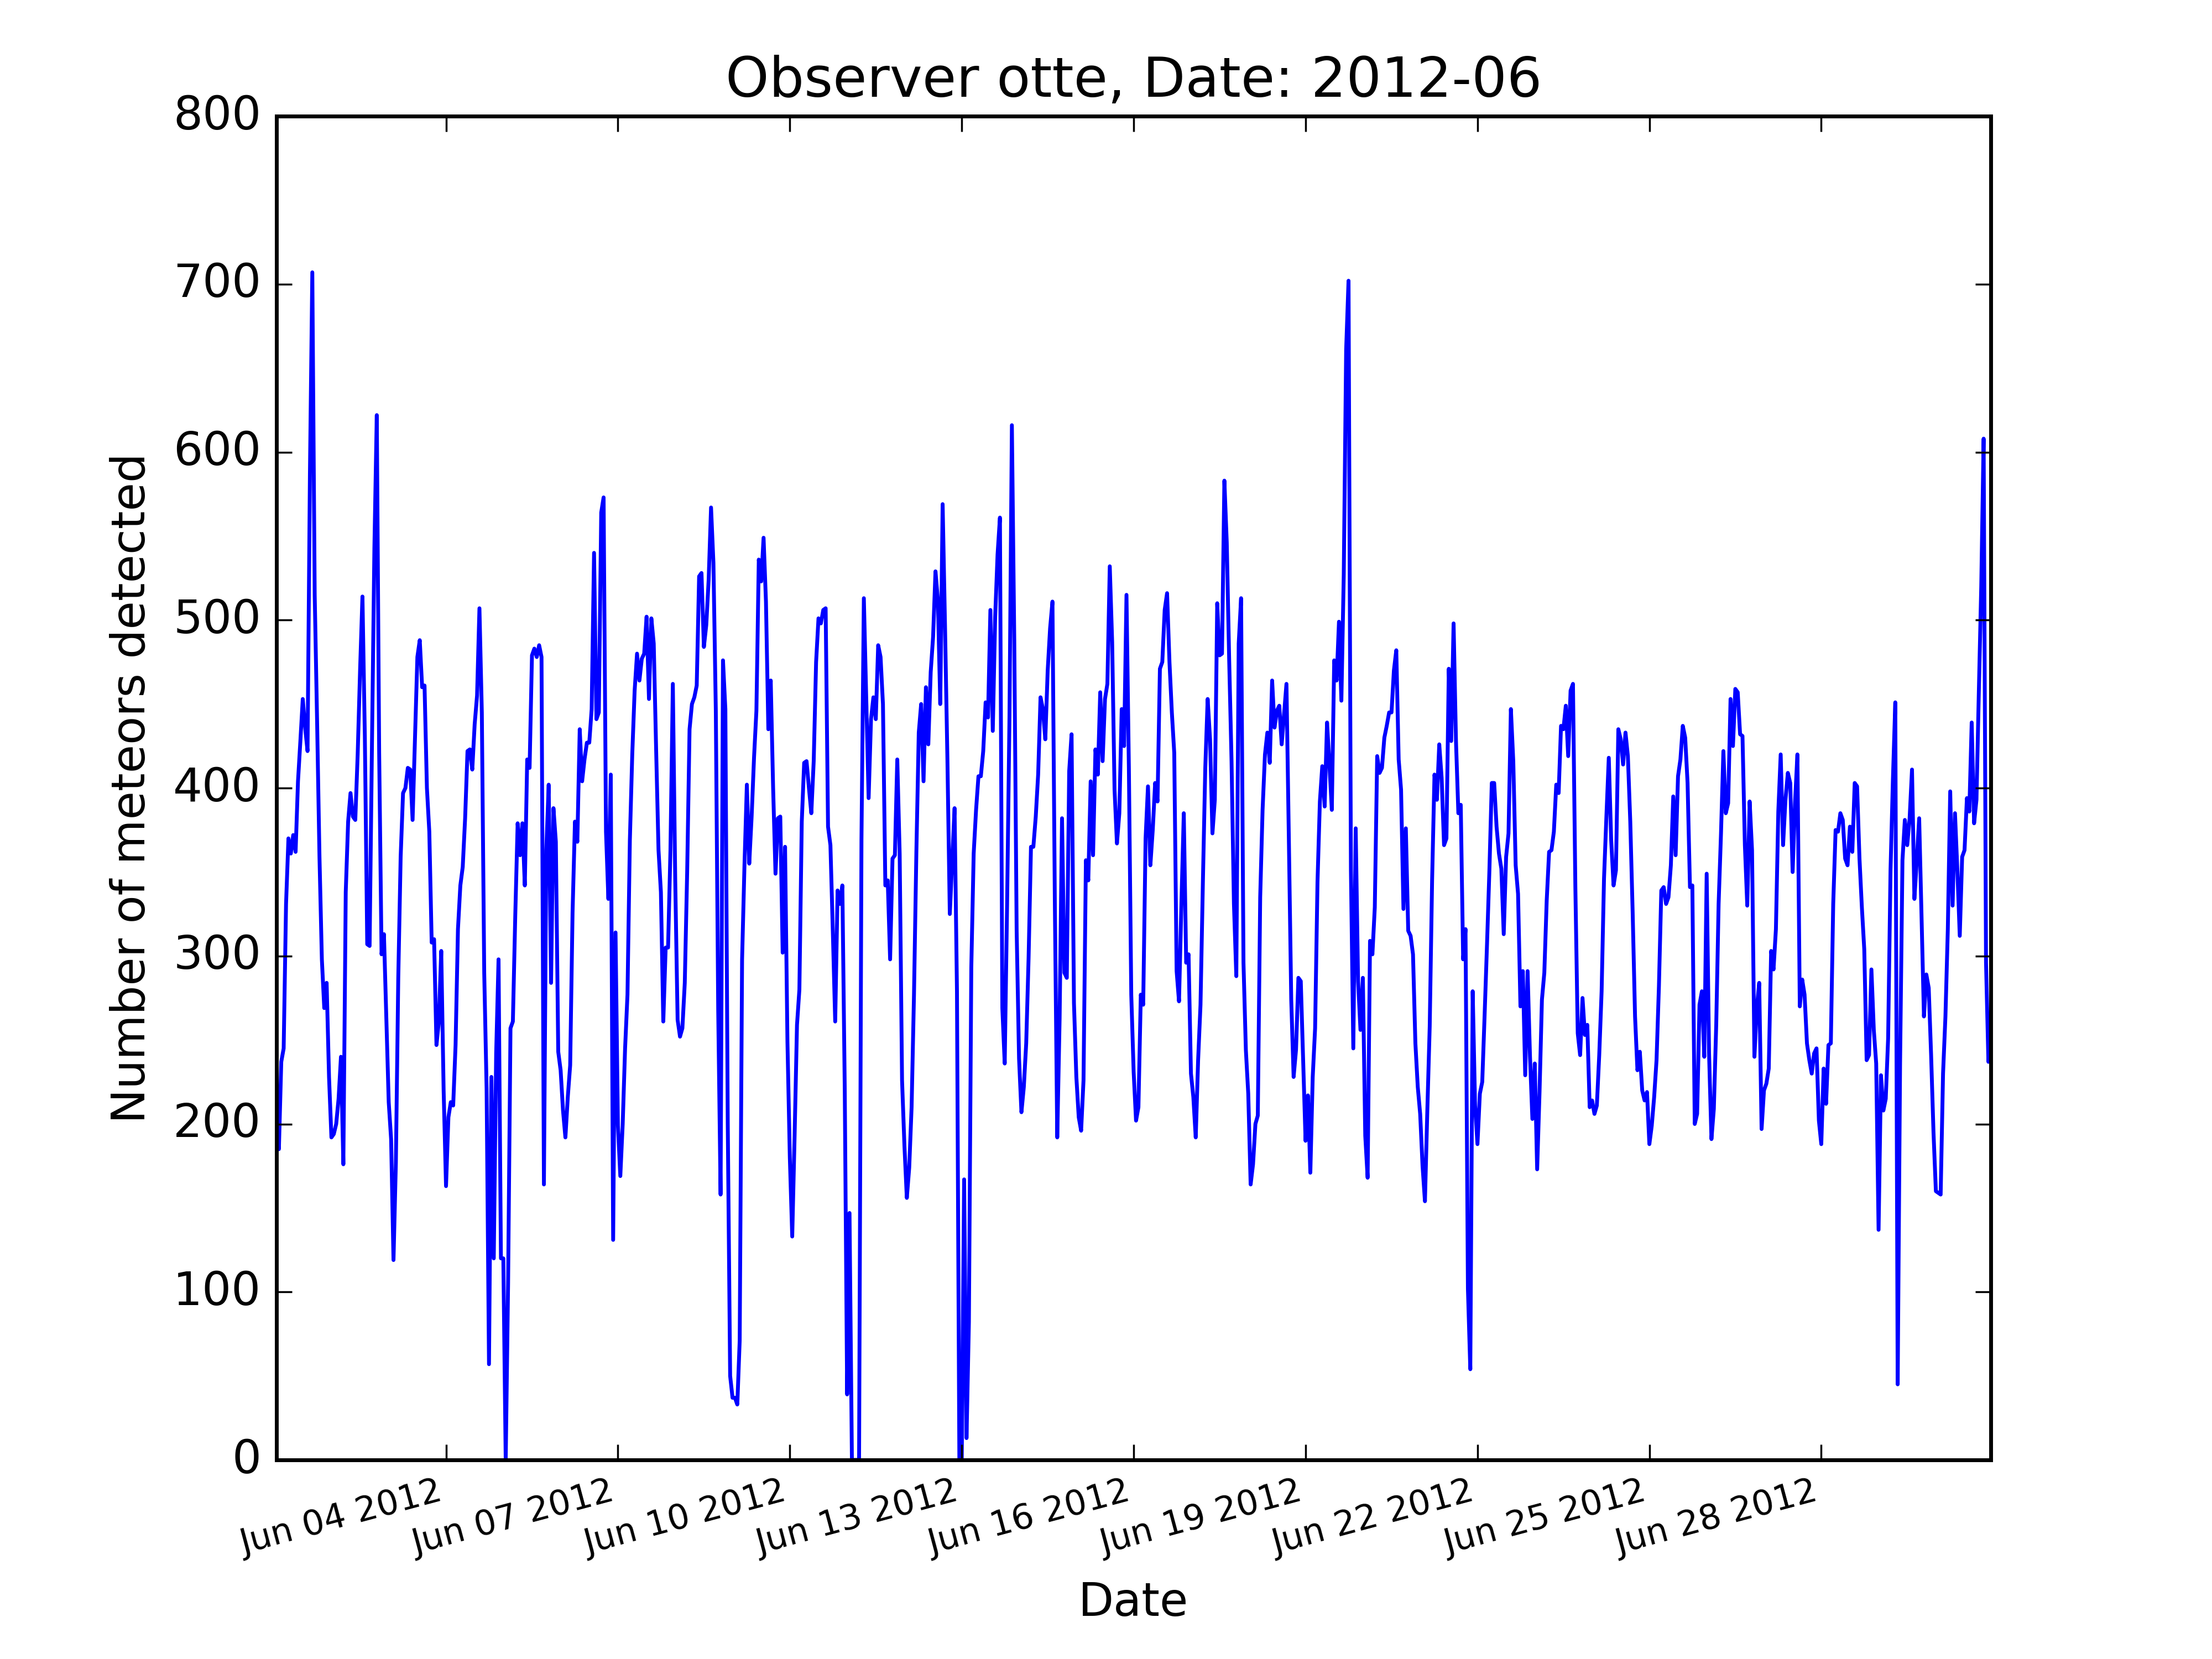 Observer otte, Date: 2012-06
Number of meteors detected
800
700
600
500
400
300
200
100
0
Jun 04 2012
Jun 07 2012
Jun 10 2012
Jun 13 2012
Jun 16 2012
Jun 19 2012
Jun 22 2012
Jun 25 2012
Jun 28 2012
Date